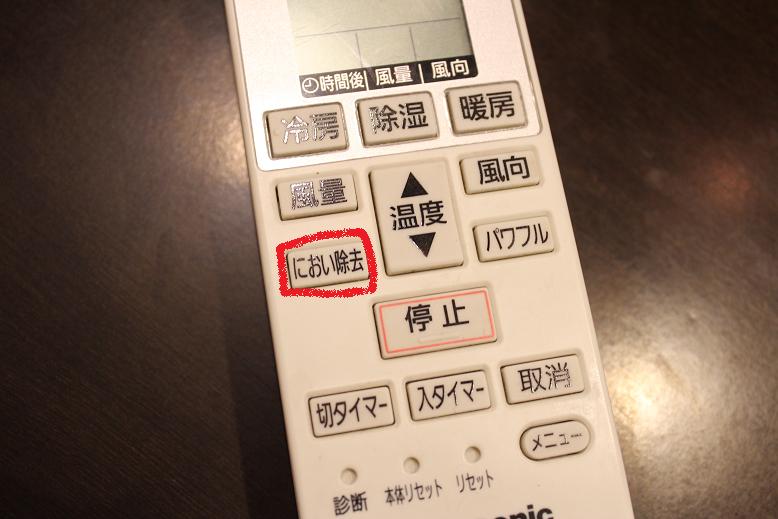 時間後 風量 風向
冷房 除湿 暖房
風量 温度 風向
におい除去 パワフル
停止
切タイマー 入タイマー 取消
メニュー
診断 本体リセット リセット